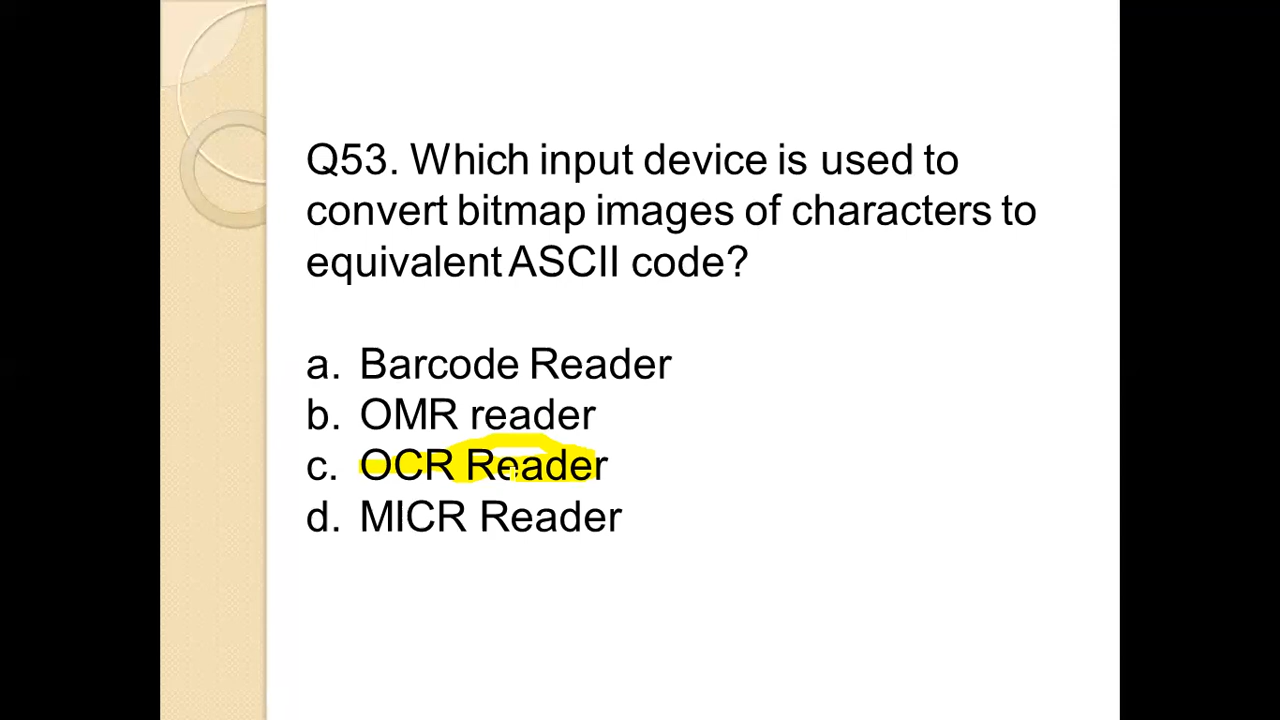 Q53. Which input device is used to
convert bitmap images of characters to
equivalent ASCII code?
a. Barcode Reader
b. OMR reader
c. OCR Reader
d. MICR Reader